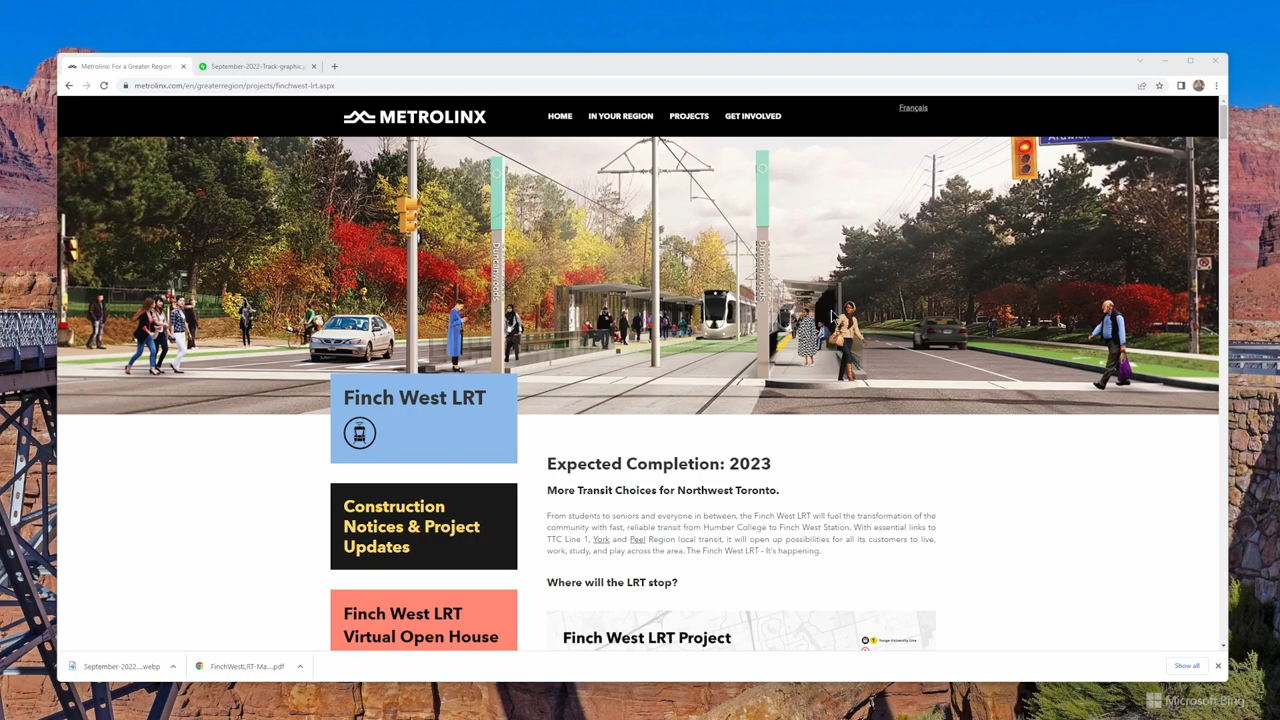 Metrolinx: For a Greater Region
September-2022-Track-graphic.
metrolinx.com/en/greaterregion/projects/finchwest-lrt.aspx
Français
METROLINX HOME IN YOUR REGION PROJECTS GET INVOLVED
Duncanwoods
Duncanwoods
Finch West LRT
Expected Completion: 2023
More Transit Choices for Northwest Toronto.
From students to seniors and everyone in between, the Finch West LRT will fuel the transformation of the
community with fast, reliable transit from Humber College to Finch West Station. With essential links to
TTC Line 1, York and Peel Region local transit, it will open up possibilities for all its customers to live,
work, study, and play across the area. The Finch West LRT - It's happening.
Construction
Notices & Project
Updates
Where will the LRT stop?
Finch West LRT
Virtual Open House
Finch West LRT Project
1 Yonge-University Line
September-2022....webp
FinchWestLRT-Ma....pdf
Show all
Microsoft Bing